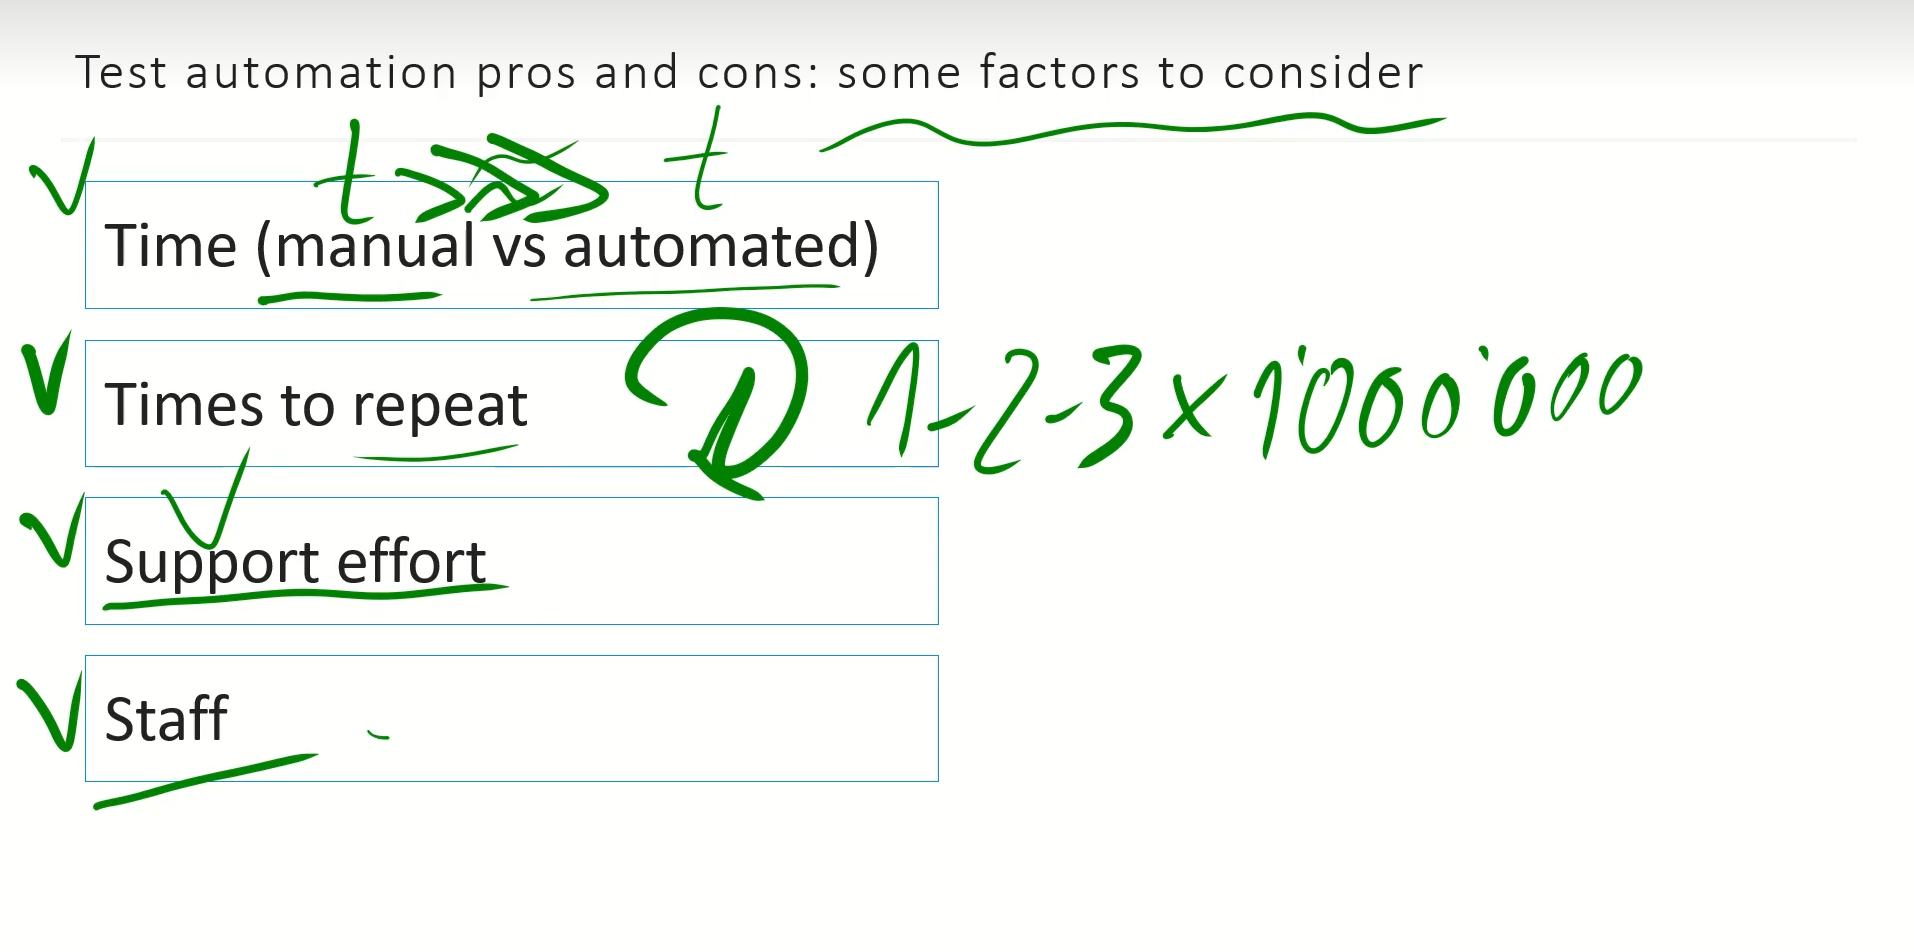 Test automation pros and cons: some factors to consider
t >>> t
Time (manual vs automated)
Times to repeat
1-2-3 x 1'000'000
Support effort
Staff